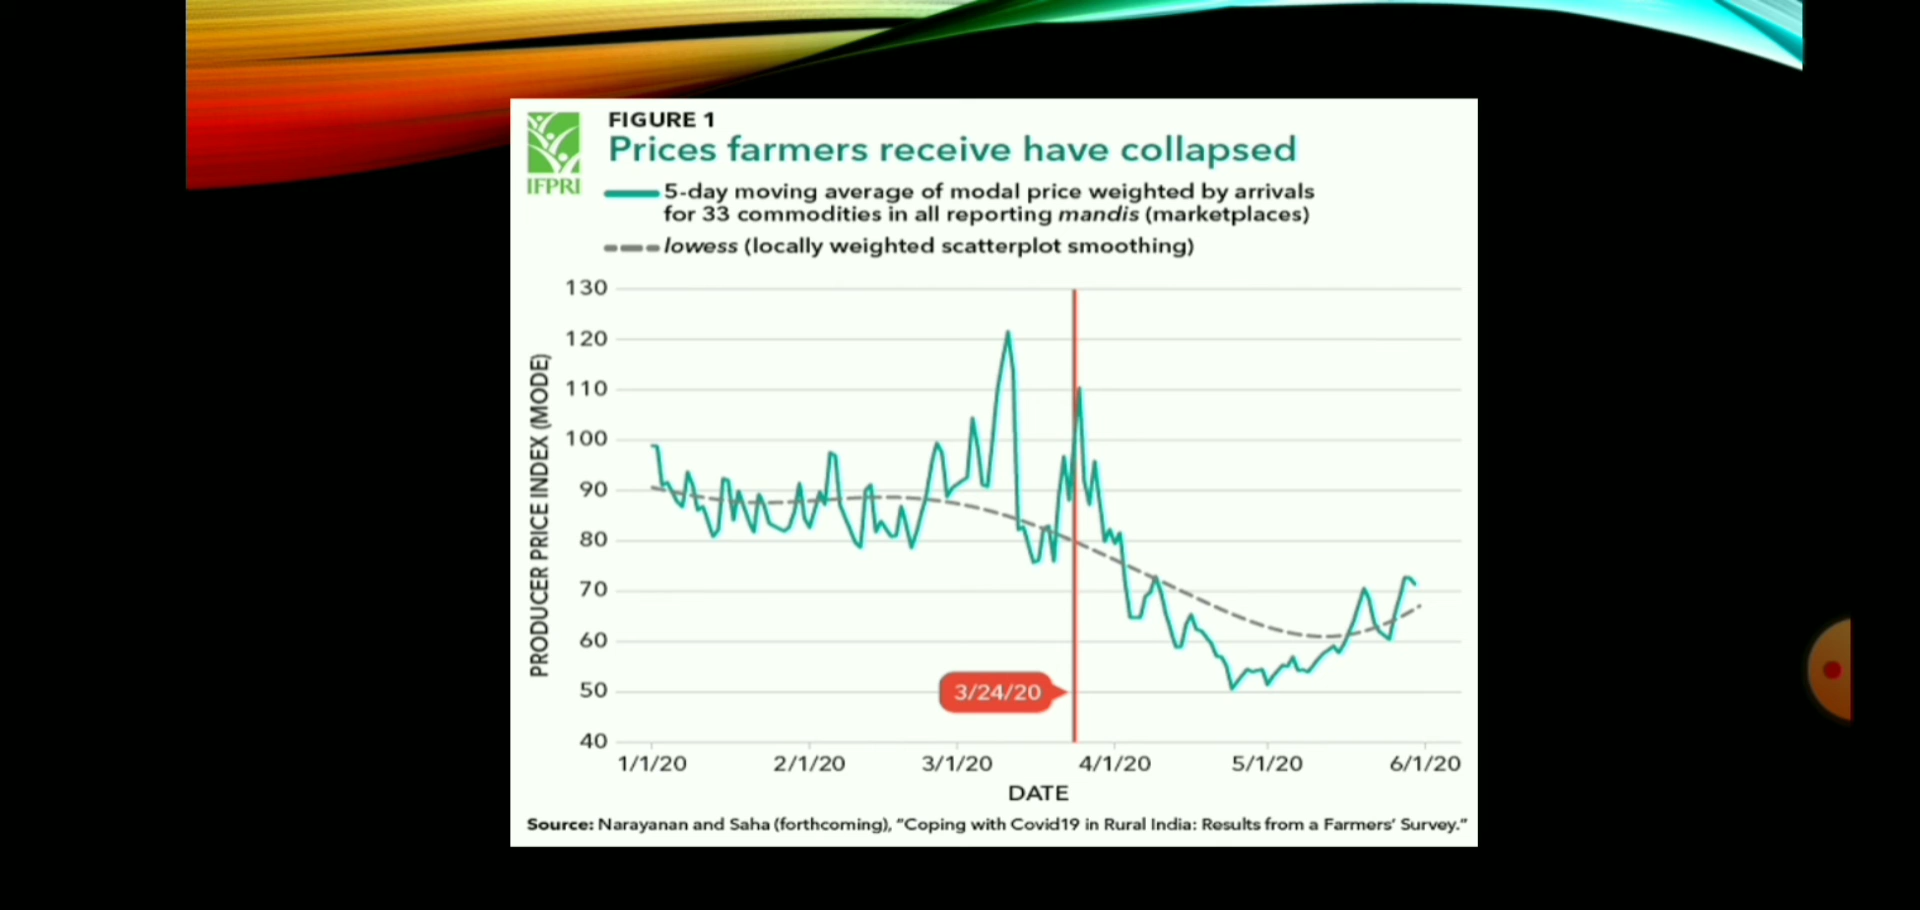 FIGURE 1
Prices farmers receive have collapsed
IFPRI
5-day moving average of modal price weighted by arrivals
for 33 commodities in all reporting mandis (marketplaces)
lowess (locally weighted scatterplot smoothing)
PRODUCER PRICE INDEX (MODE)
130
120
110
100
90
80
70
60
50
40
3/24/20
1/1/20 2/1/20 3/1/20 4/1/20 5/1/20 6/1/20
DATE
Source: Narayanan and Saha (forthcoming), “Coping with Covid19 in Rural India: Results from a Farmers’ Survey.”